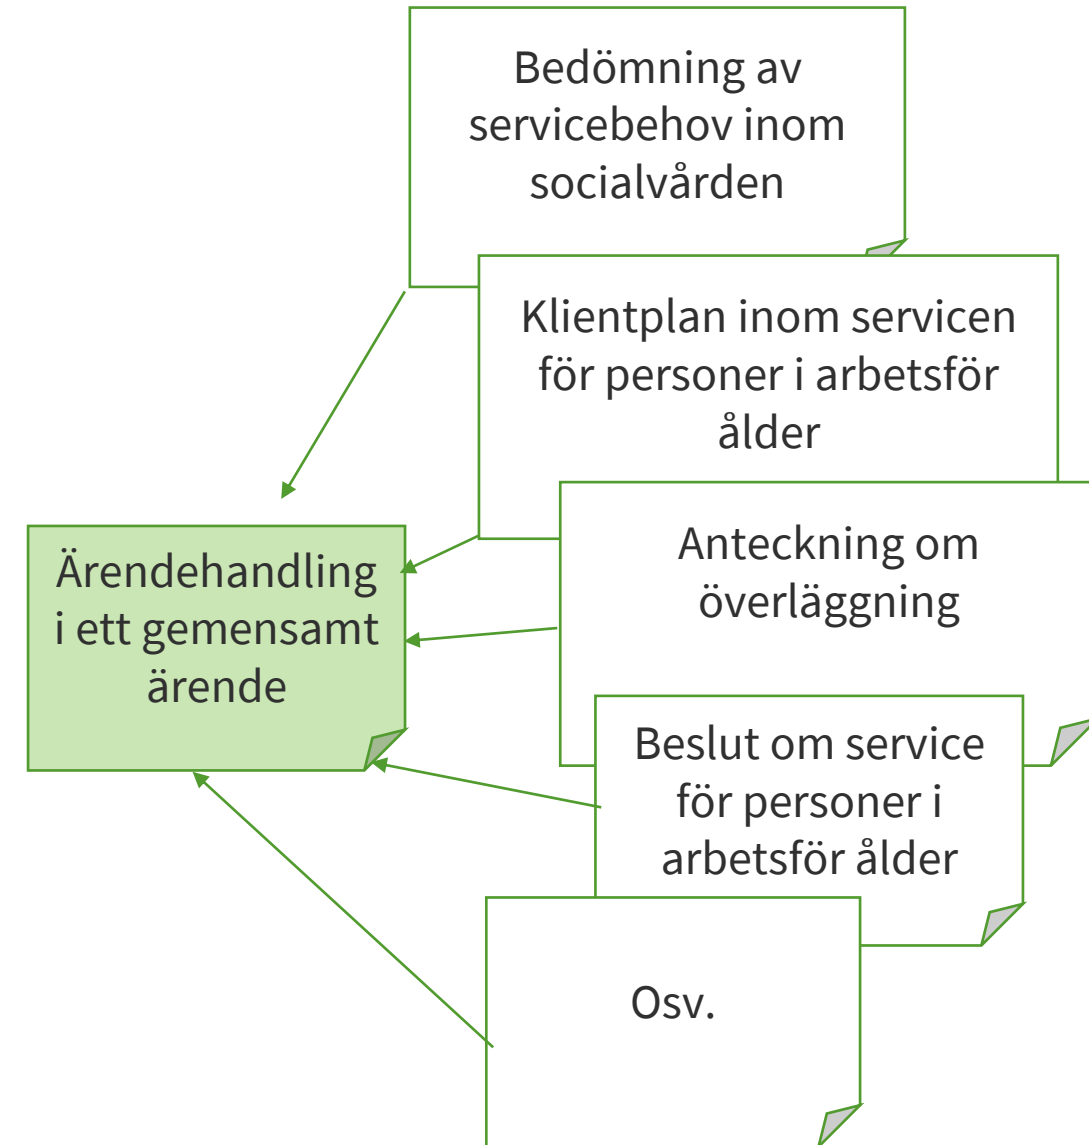 Bedömning av
servicebehov inom
socialvården
Klientplan inom servicen
för personer i arbetsför
ålder
Anteckning om
överläggning
Ärendehandling
i ett gemensamt
ärende
Beslut om service
för personer i
arbetsför ålder
Osv.